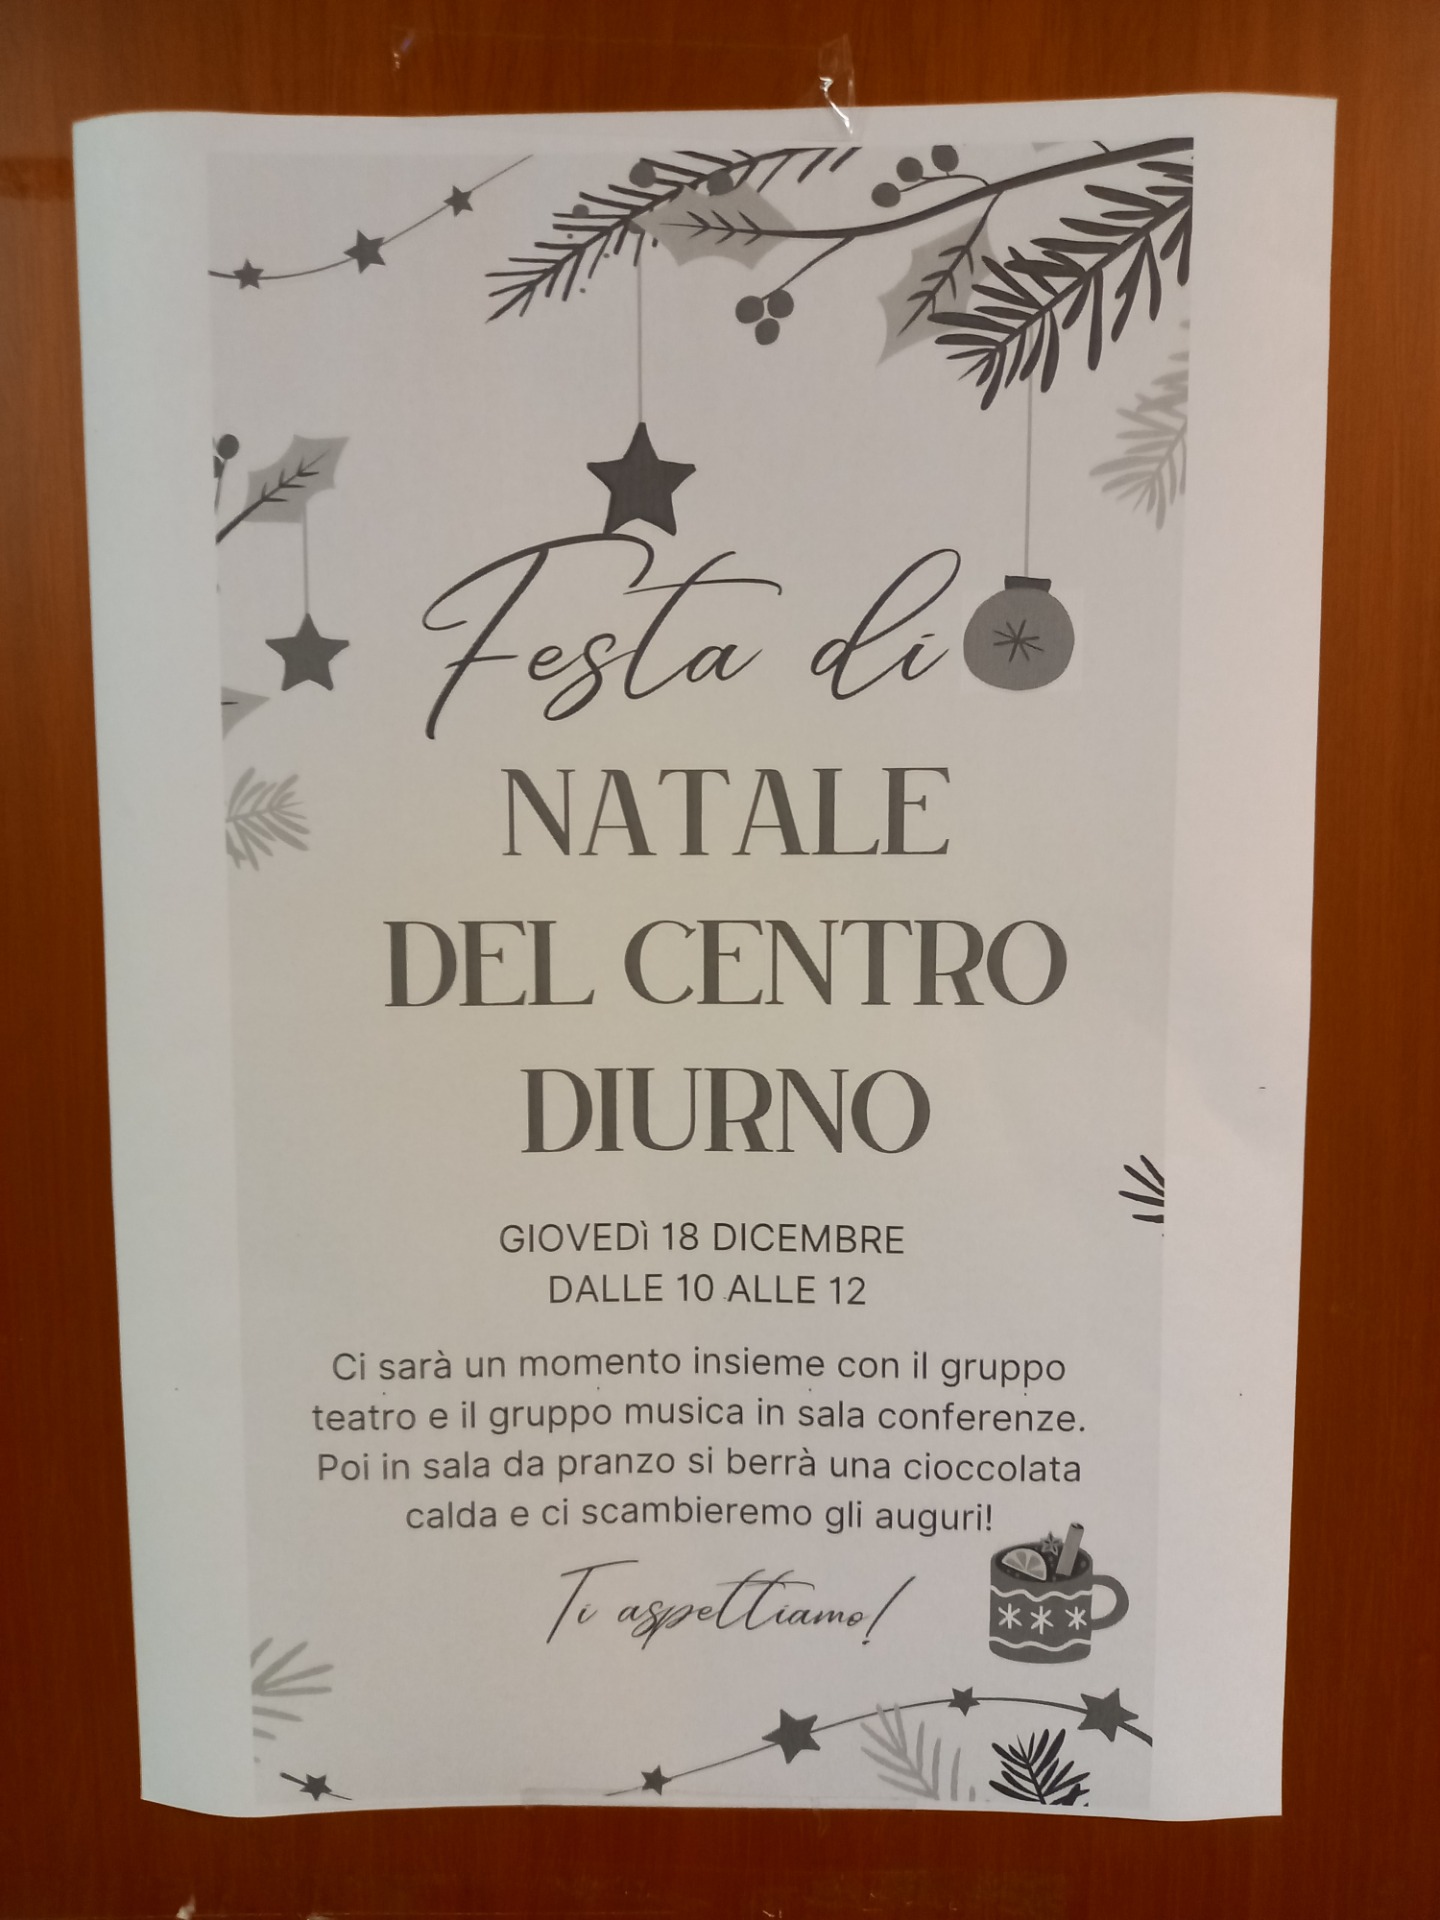 Festa di
NATALE
DEL CENTRO
DIURNO
GIOVEDì 18 DICEMBRE
DALLE 10 ALLE 12
Ci sarà un momento insieme con il gruppo
teatro e il gruppo musica in sala conferenze.
Poi in sala da pranzo si berrà una cioccolata
calda e ci scambieremo gli auguri!
Ti aspettiamo!